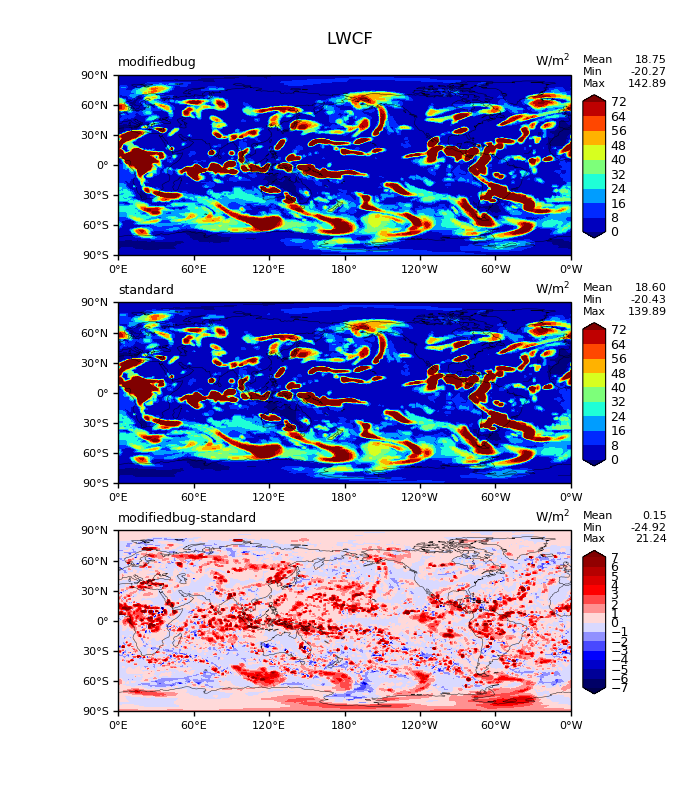 LWCF
modifiedbug W/m² Mean 18.75
Min -20.27
Max 142.89
90°N
60°N
30°N
0°
30°S
60°S
90°S
0°E 60°E 120°E 180° 120°W 60°W 0°W
72
64
56
48
40
32
24
16
8
0
standard W/m² Mean 18.60
Min -20.43
Max 139.89
90°N
60°N
30°N
0°
30°S
60°S
90°S
0°E 60°E 120°E 180° 120°W 60°W 0°W
72
64
56
48
40
32
24
16
8
0
modifiedbug-standard W/m² Mean 0.15
Min -24.92
Max 21.24
90°N
60°N
30°N
0°
30°S
60°S
90°S
0°E 60°E 120°E 180° 120°W 60°W 0°W
7
6
5
4
3
2
1
0
−1
−2
−3
−4
−5
−6
−7